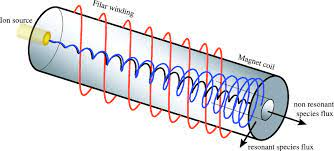 Ion source
Filar winding
Magnet coil
non resonant
species flux
resonant species flux